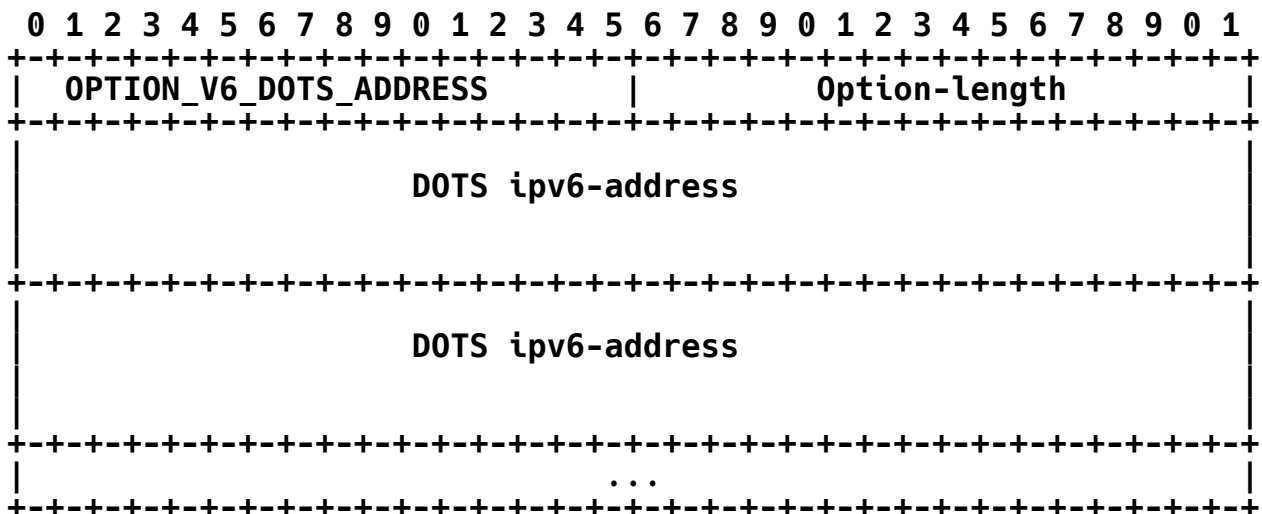 0 1 2 3 4 5 6 7 8 9 0 1 2 3 4 5 6 7 8 9 0 1 2 3 4 5 6 7 8 9 0 1
+-+-+-+-+-+-+-+-+-+-+-+-+-+-+-+-+-+-+-+-+-+-+-+-+-+-+-+-+-+-+-+-+
|  OPTION_V6_DOTS_ADDRESS       |         Option-length         |
+-+-+-+-+-+-+-+-+-+-+-+-+-+-+-+-+-+-+-+-+-+-+-+-+-+-+-+-+-+-+-+-+
|                                                               |
|                    DOTS ipv6-address                          |
|                                                               |
|                                                               |
+-+-+-+-+-+-+-+-+-+-+-+-+-+-+-+-+-+-+-+-+-+-+-+-+-+-+-+-+-+-+-+-+
|                                                               |
|                    DOTS ipv6-address                          |
|                                                               |
|                                                               |
+-+-+-+-+-+-+-+-+-+-+-+-+-+-+-+-+-+-+-+-+-+-+-+-+-+-+-+-+-+-+-+-+
|                              ...                              |
+-+-+-+-+-+-+-+-+-+-+-+-+-+-+-+-+-+-+-+-+-+-+-+-+-+-+-+-+-+-+-+-+